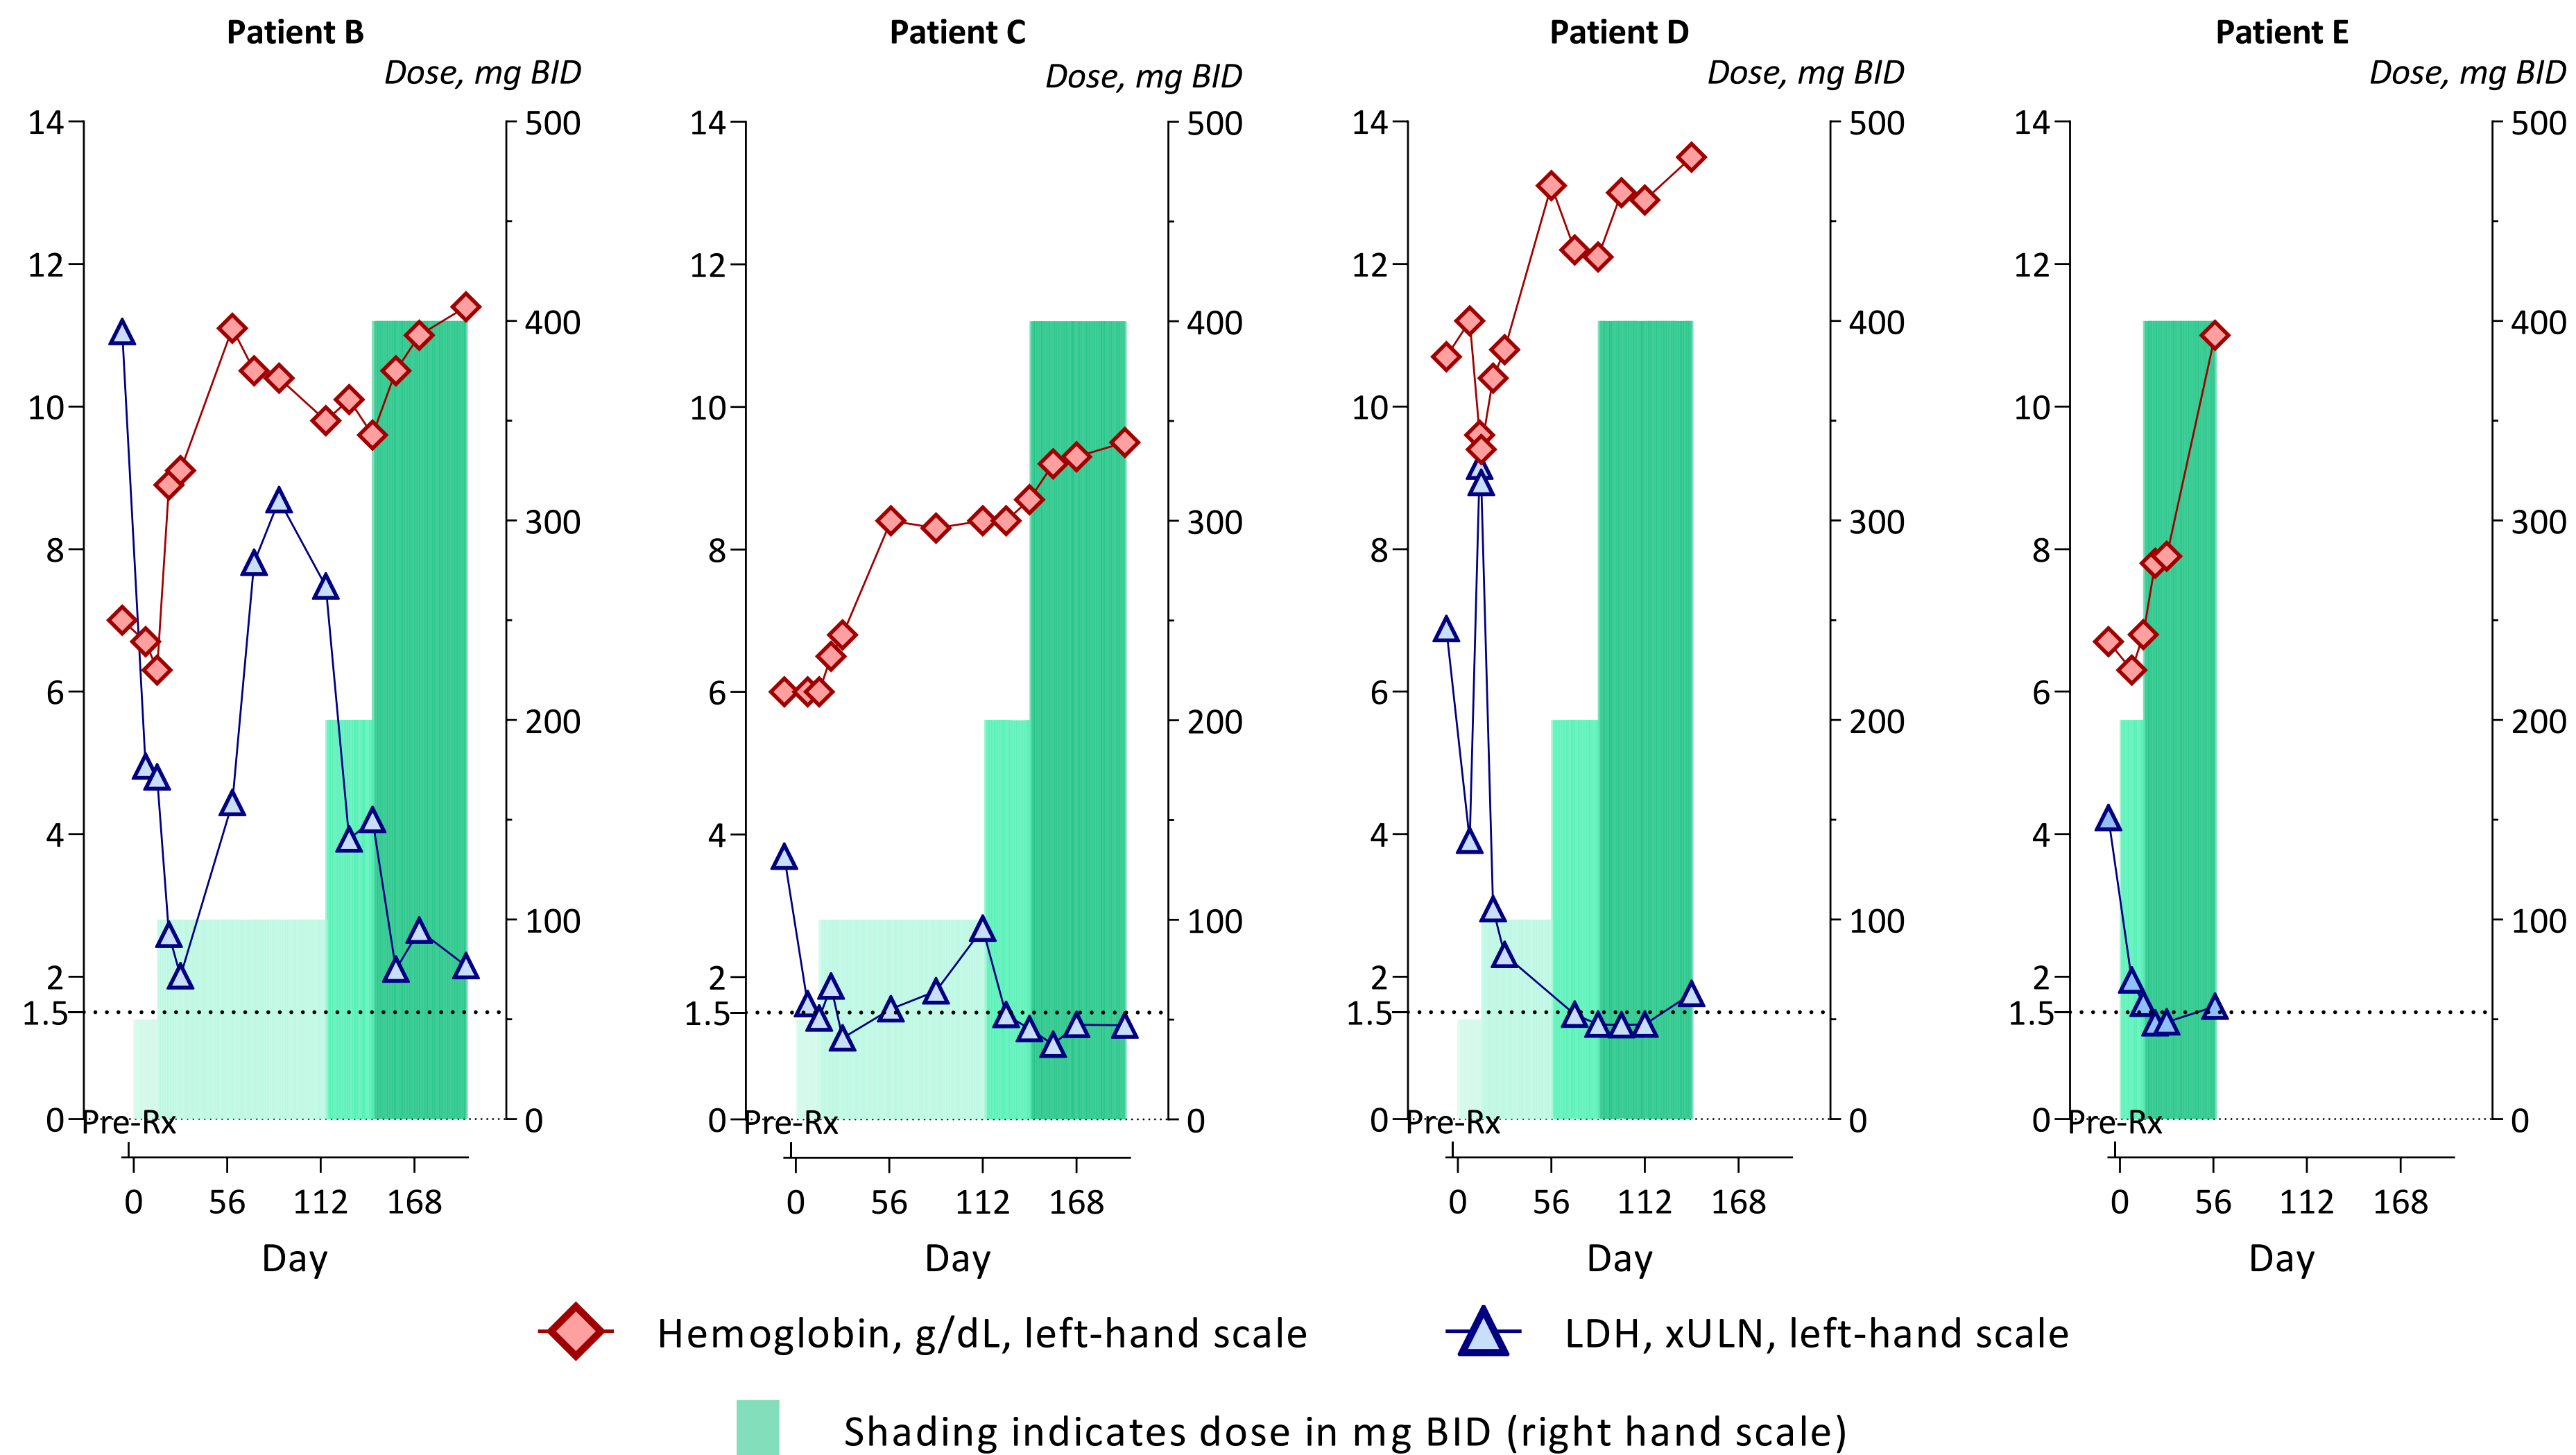 Patient B
Dose, mg BID
14
12
10
8
6
4
2
1.5
0
500
400
300
200
100
0
Pre-Rx
0 56 112 168
Day
Patient C
Dose, mg BID
14
12
10
8
6
4
2
1.5
0
500
400
300
200
100
0
Pre-Rx
0 56 112 168
Day
Patient D
Dose, mg BID
14
12
10
8
6
4
2
1.5
0
500
400
300
200
100
0
Pre-Rx
0 56 112 168
Day
Patient E
Dose, mg BID
14
12
10
8
6
4
2
1.5
0
500
400
300
200
100
0
Pre-Rx
0 56 112 168
Day
Hemoglobin, g/dL, left-hand scale
LDH, xULN, left-hand scale
Shading indicates dose in mg BID (right hand scale)